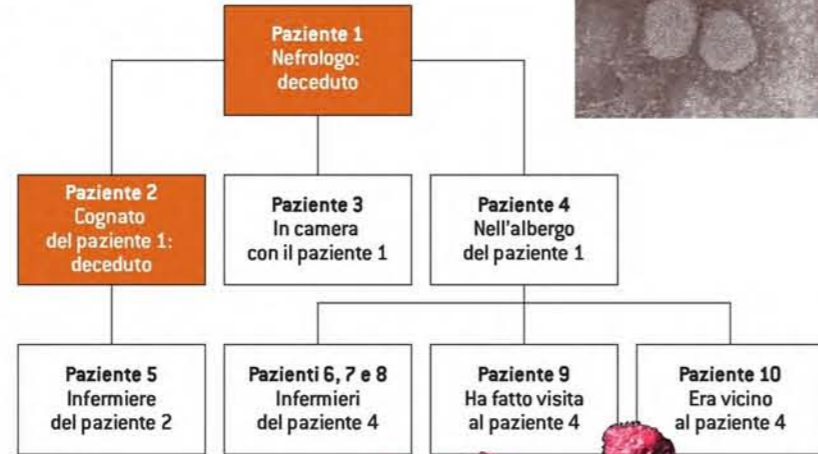 Paziente 1
Nefrologo:
deceduto
Paziente 2
Cognato
del paziente 1:
deceduto
Paziente 3
In camera
con il paziente 1
Paziente 4
Nell'albergo
del paziente 1
Paziente 5
Infermiere
del paziente 2
Pazienti 6, 7 e 8
Infermieri
del paziente 4
Paziente 9
Ha fatto visita
al paziente 4
Paziente 10
Era vicino
al paziente 4